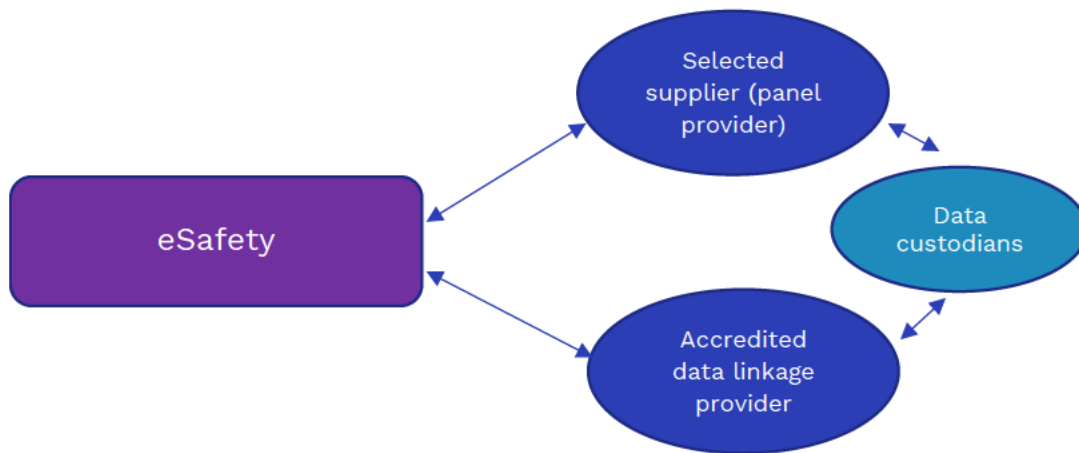 Selected
supplier (panel
provider)
eSafety
Data
custodians
Accredited
data linkage
provider